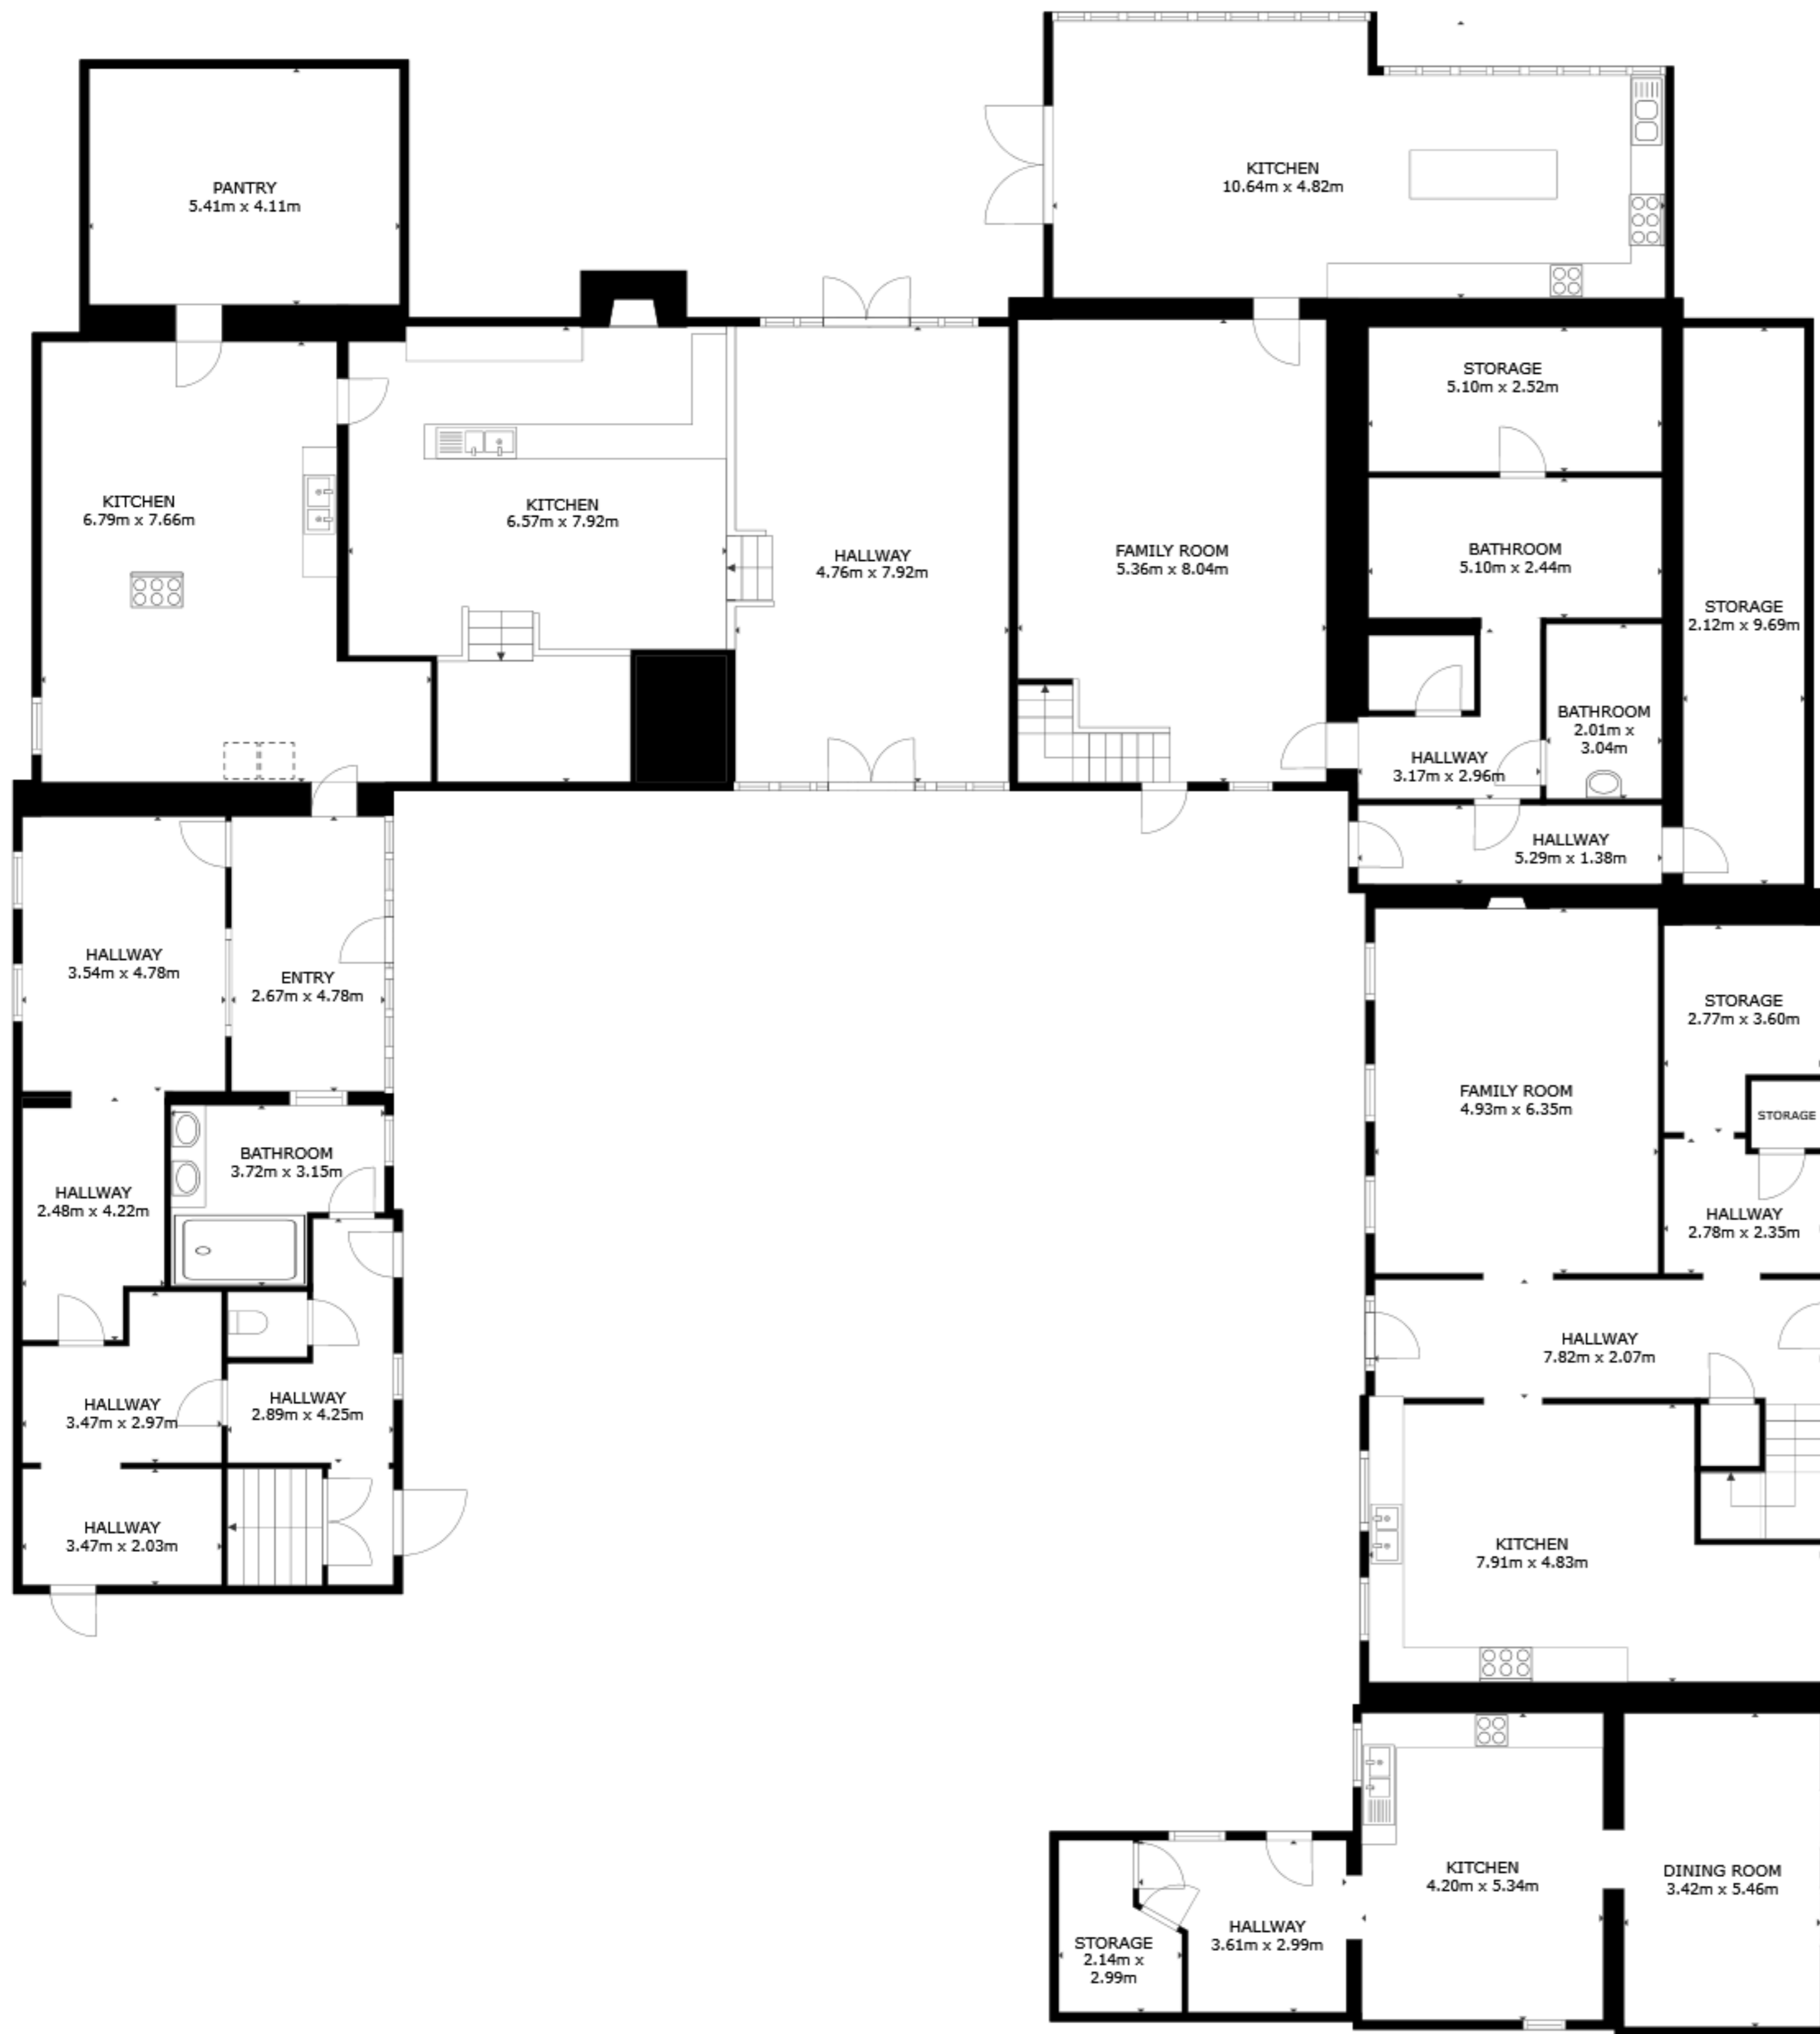 PANTRY
5.41m x 4.11m
KITCHEN
10.64m x 4.82m
STORAGE
5.10m x 2.52m
KITCHEN
6.79m x 7.66m
KITCHEN
6.57m x 7.92m
HALLWAY
4.76m x 7.92m
FAMILY ROOM
5.36m x 8.04m
BATHROOM
5.10m x 2.44m
STORAGE
2.12m x 9.69m
BATHROOM
2.01m x
3.04m
HALLWAY
3.17m x 2.96m
HALLWAY
5.29m x 1.38m
HALLWAY
3.54m x 4.78m
ENTRY
2.67m x 4.78m
STORAGE
2.77m x 3.60m
FAMILY ROOM
4.93m x 6.35m
STORAGE
BATHROOM
3.72m x 3.15m
HALLWAY
2.48m x 4.22m
HALLWAY
2.78m x 2.35m
HALLWAY
7.82m x 2.07m
HALLWAY
3.47m x 2.97m
HALLWAY
2.89m x 4.25m
HALLWAY
3.47m x 2.03m
KITCHEN
7.91m x 4.83m
KITCHEN
4.20m x 5.34m
DINING ROOM
3.42m x 5.46m
HALLWAY
3.61m x 2.99m
STORAGE
2.14m x
2.99m